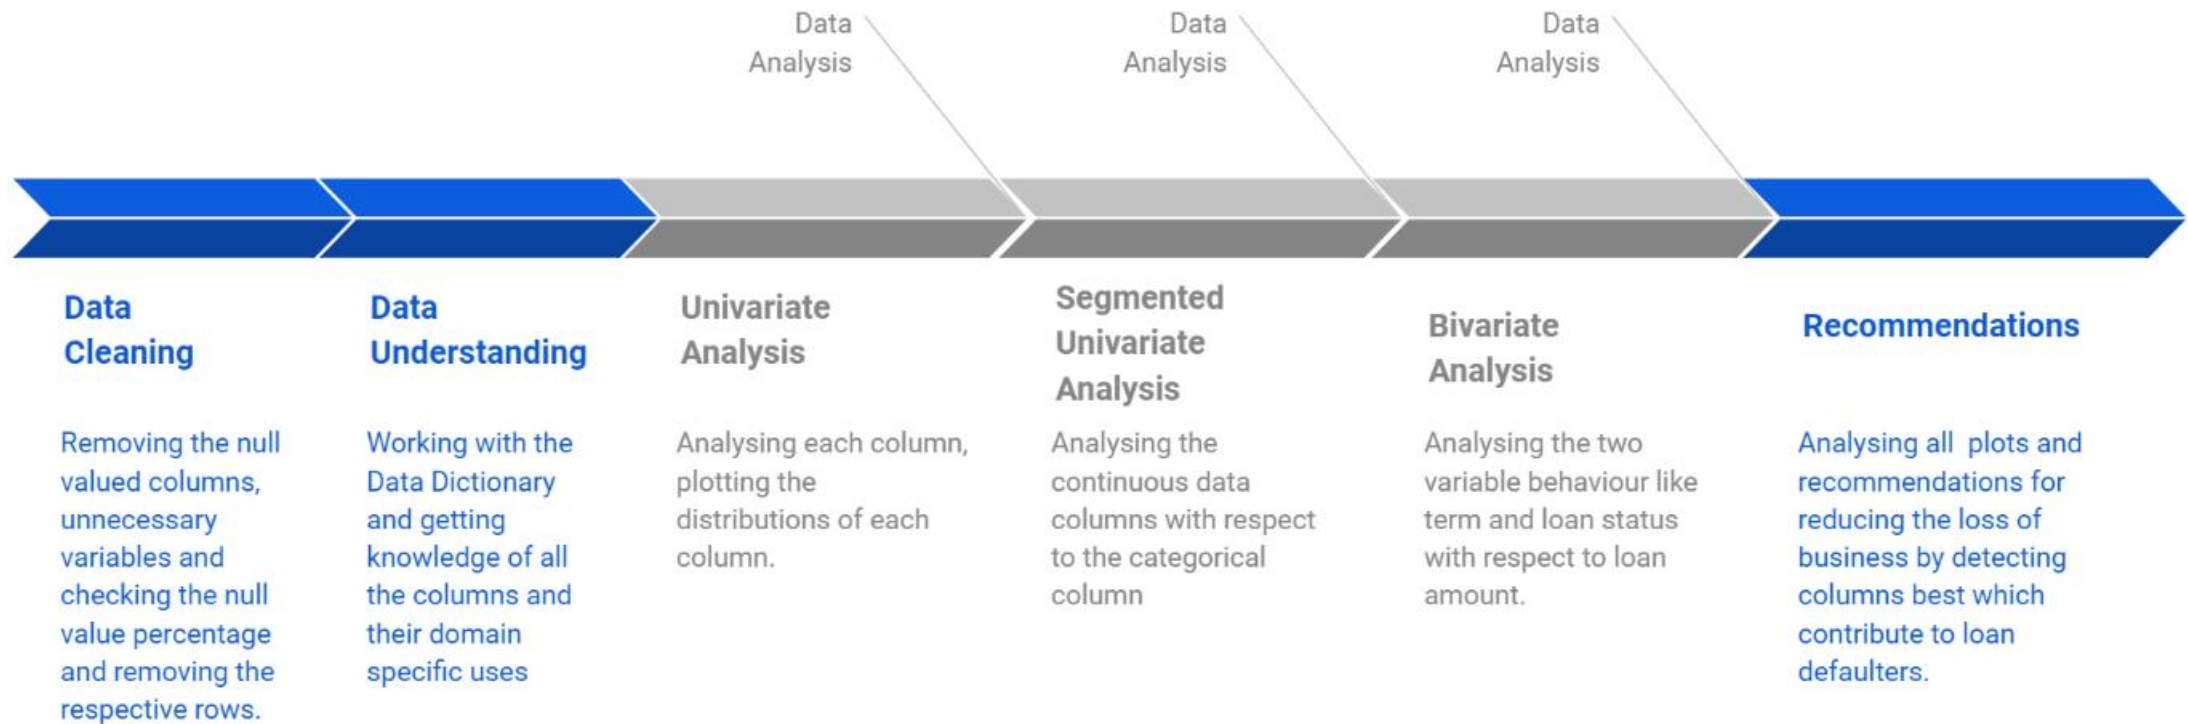 Data
Analysis
Data
Analysis
Data
Analysis
Data
Cleaning
Removing the null
valued columns,
unnecessary
variables and
checking the null
value percentage
and removing the
respective rows.
Data
Understanding
Working with the
Data Dictionary
and getting
knowledge of all
the columns and
their domain
specific uses
Univariate
Analysis
Analysing each column,
plotting the
distributions of each
column.
Segmented
Univariate
Analysis
Analysing the
continuous data
columns with respect
to the categorical
column
Bivariate
Analysis
Analysing the two
variable behaviour like
term and loan status
with respect to loan
amount.
Recommendations
Analysing all  plots and
recommendations for
reducing the loss of
business by detecting
columns best which
contribute to loan
defaulters.